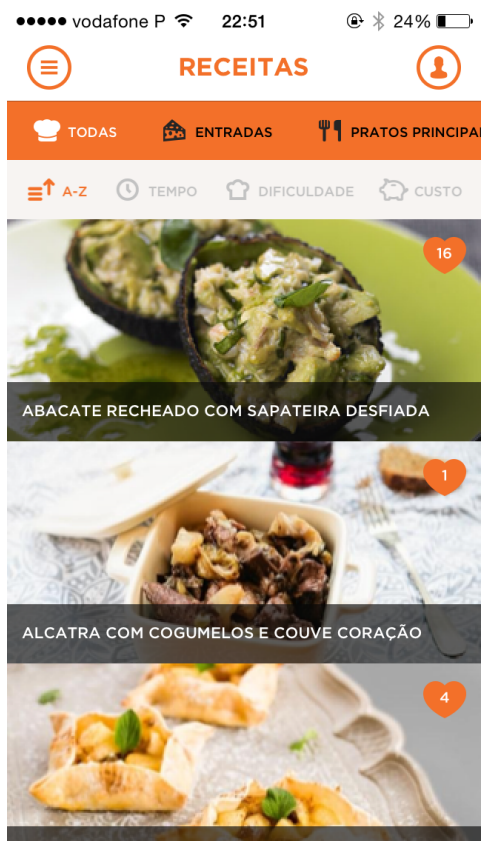 vodafone P 22:51 24%
RECEITAS
TODAS ENTRADAS PRATOS PRINCIPA
A-Z TEMPO DIFICULDADE CUSTO
16
ABACATE RECHEADO COM SAPATEIRA DESFIADA
1
ALCATRA COM COGUMELOS E COUVE CORAÇÃO
4